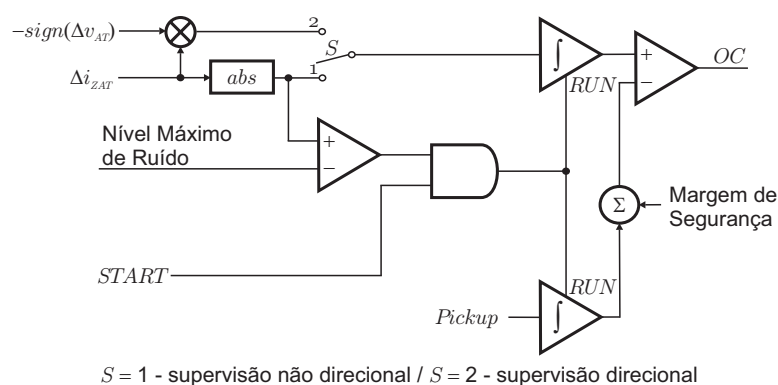 −sign(Δv_AT)
2
S
Δi_ZAT
abs
1
∫
RUN
+
−
OC
Nível Máximo
de Ruído
+
−
Σ
Margem de
Segurança
START
RUN
Pickup
∫
S = 1 - supervisão não direcional / S = 2 - supervisão direcional